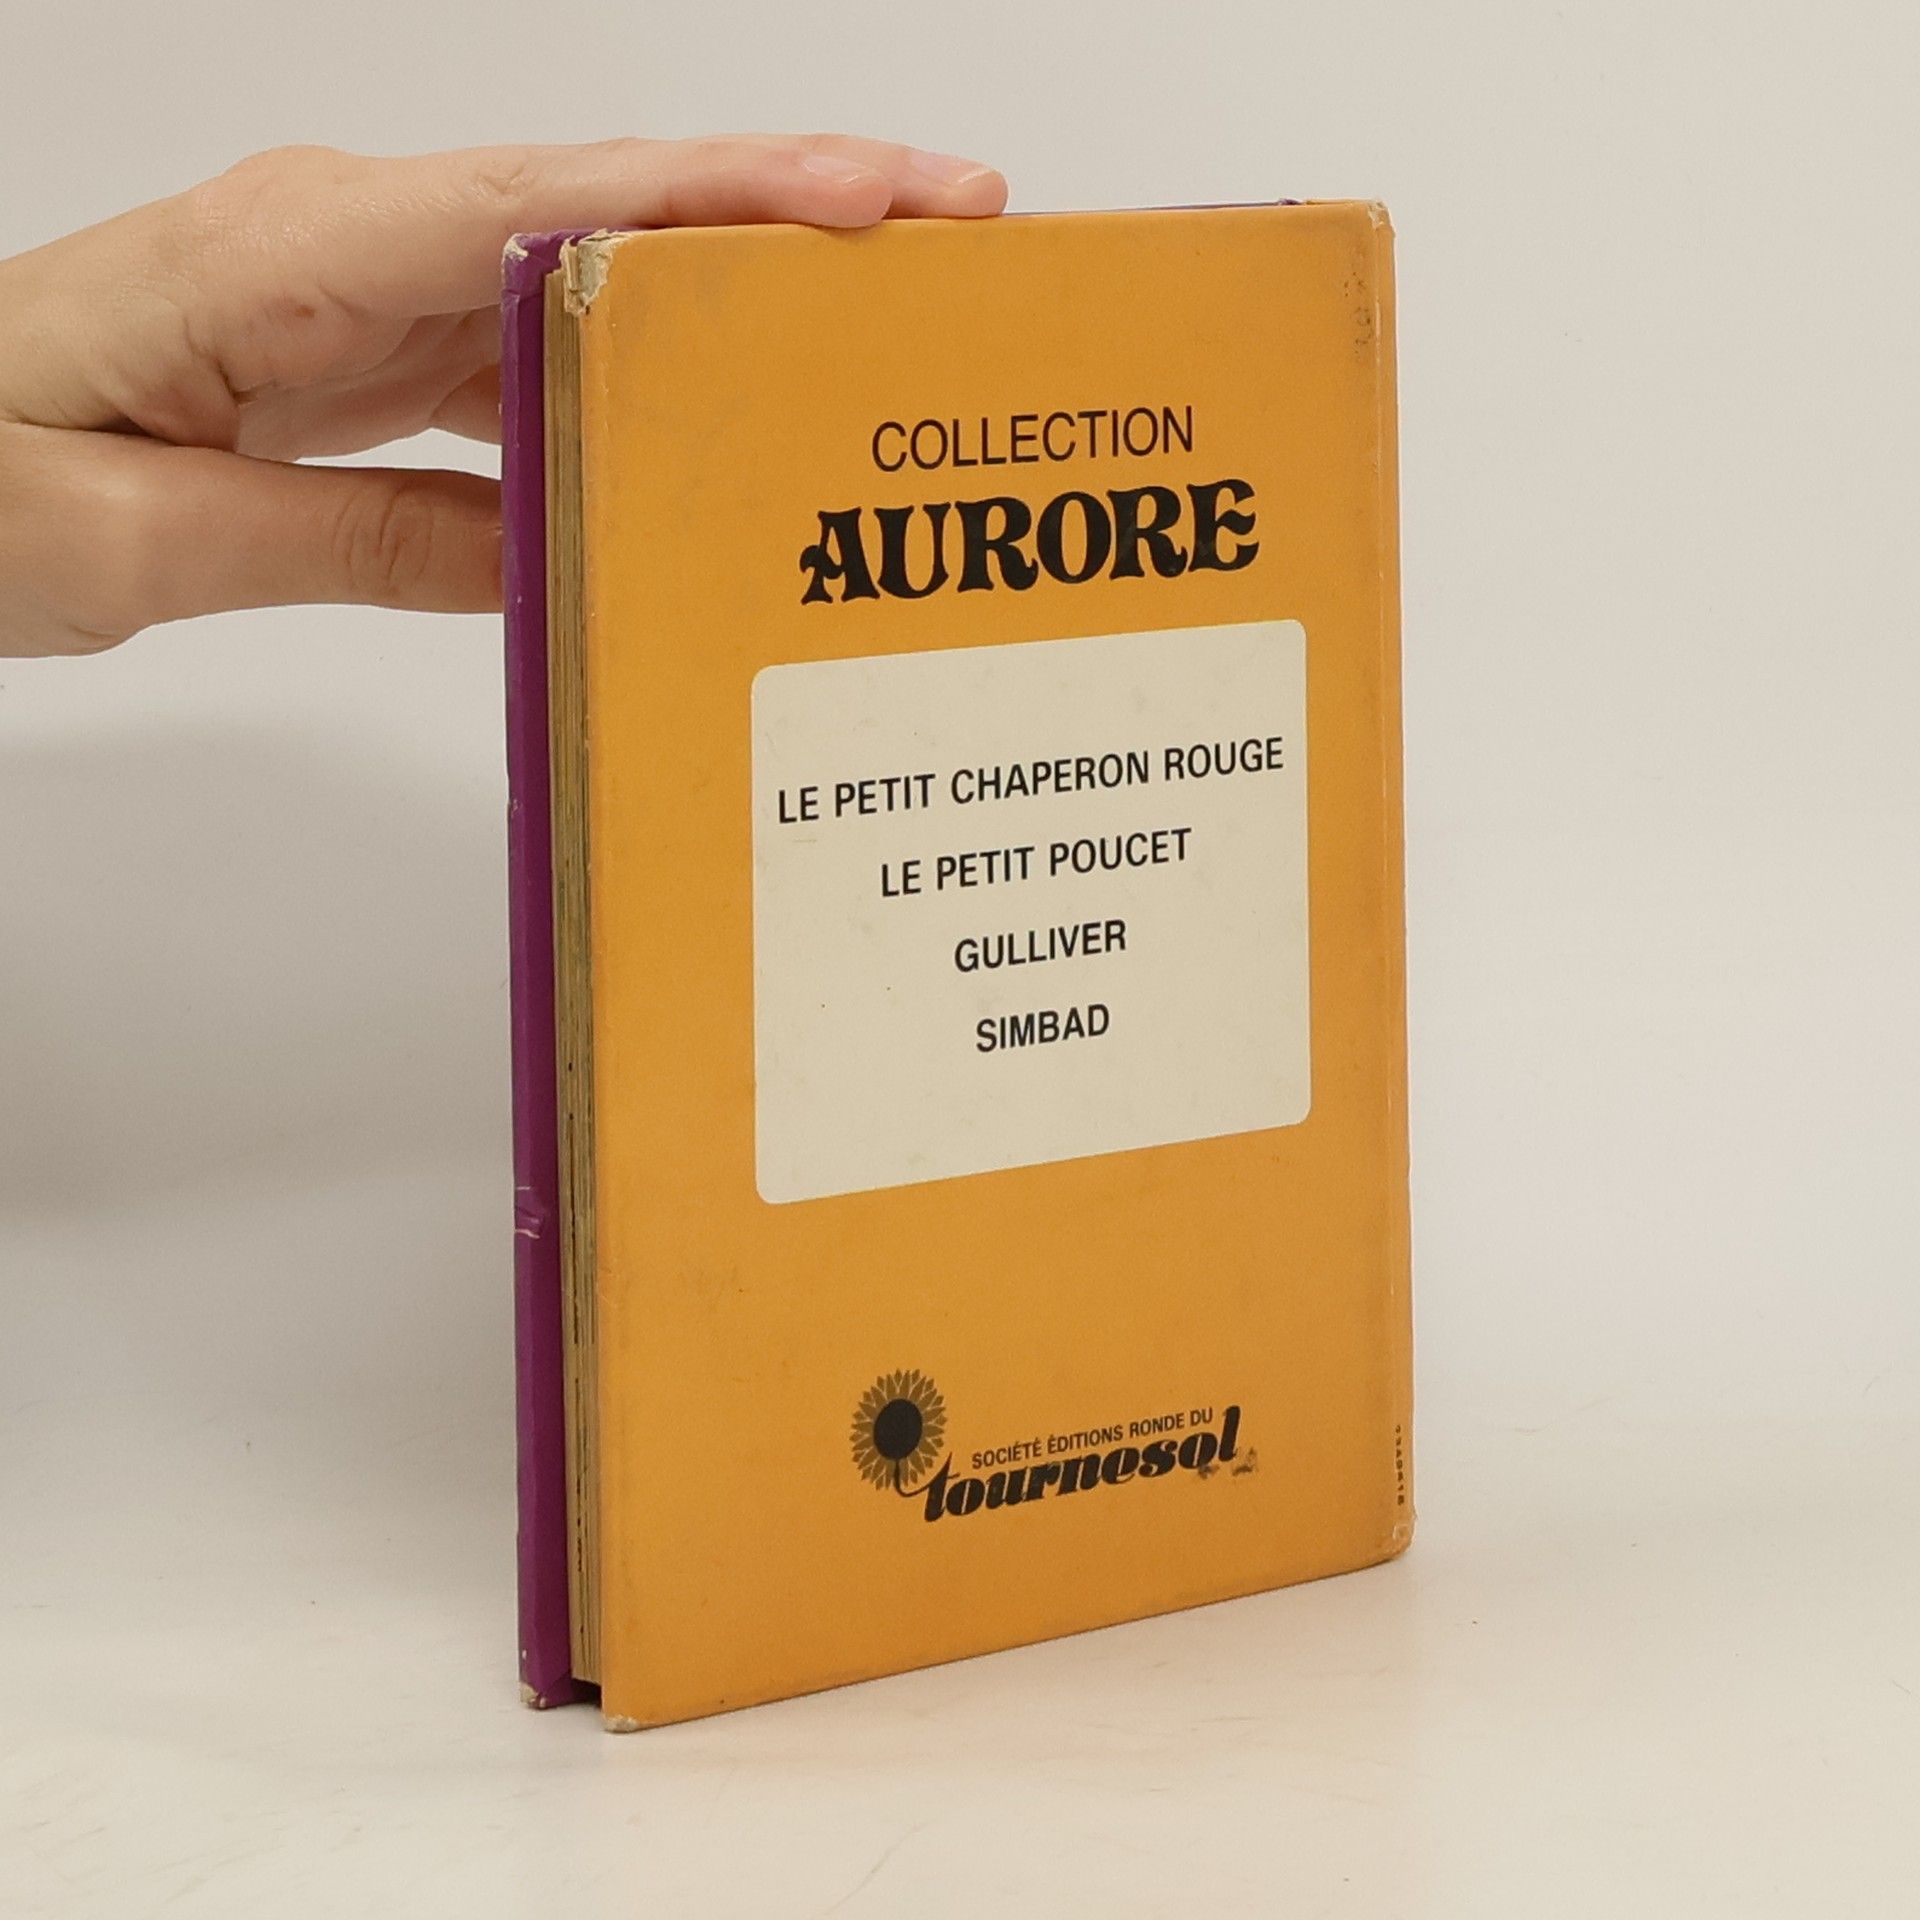 COLLECTION
AURORE
LE PETIT CHAPERON ROUGE
LE PETIT POUCET
GULLIVER
SIMBAD
SOCIÉTÉ ÉDITIONS RONDE DU
tournesol